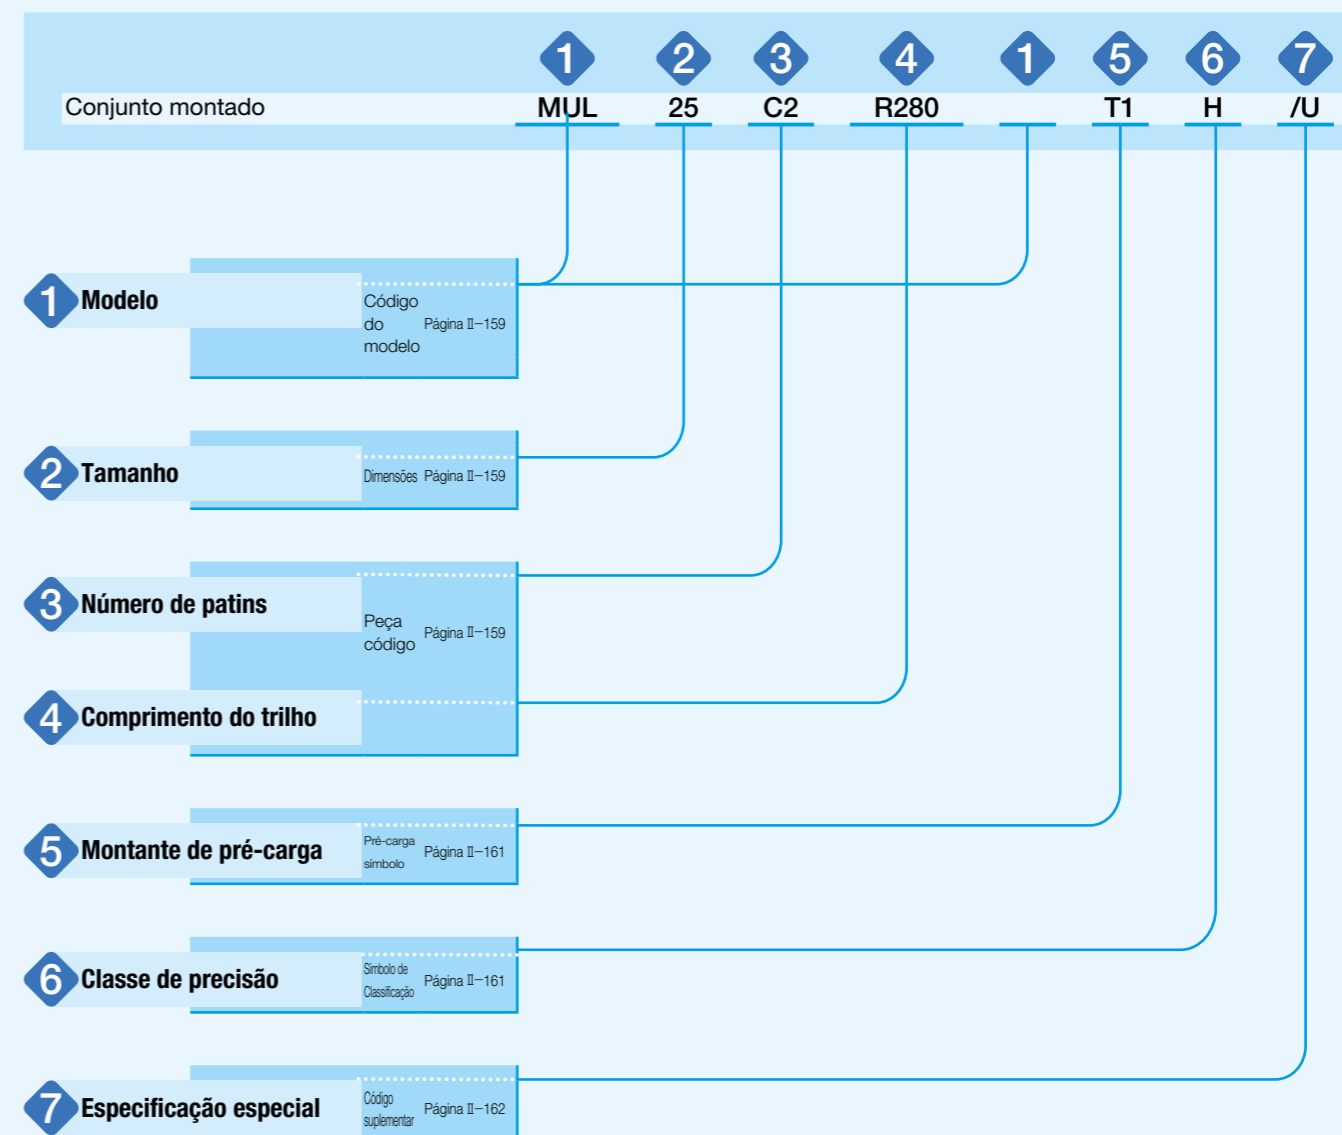 1 2 3 4 1 5 6 7
Conjunto montado MUL 25 C2 R280 T1 H /U
1 Modelo
Código
do
modelo
Página II−159
2 Tamanho
Dimensões Página II−159
3 Número de patins
Peça
código
Página II−159
4 Comprimento do trilho
5 Montante de pré-carga
Pré-carga
símbolo
Página II−161
6 Classe de precisão
Símbolo de
Classificação
Página II−161
7 Especificação especial
Código
suplementar
Página II−162